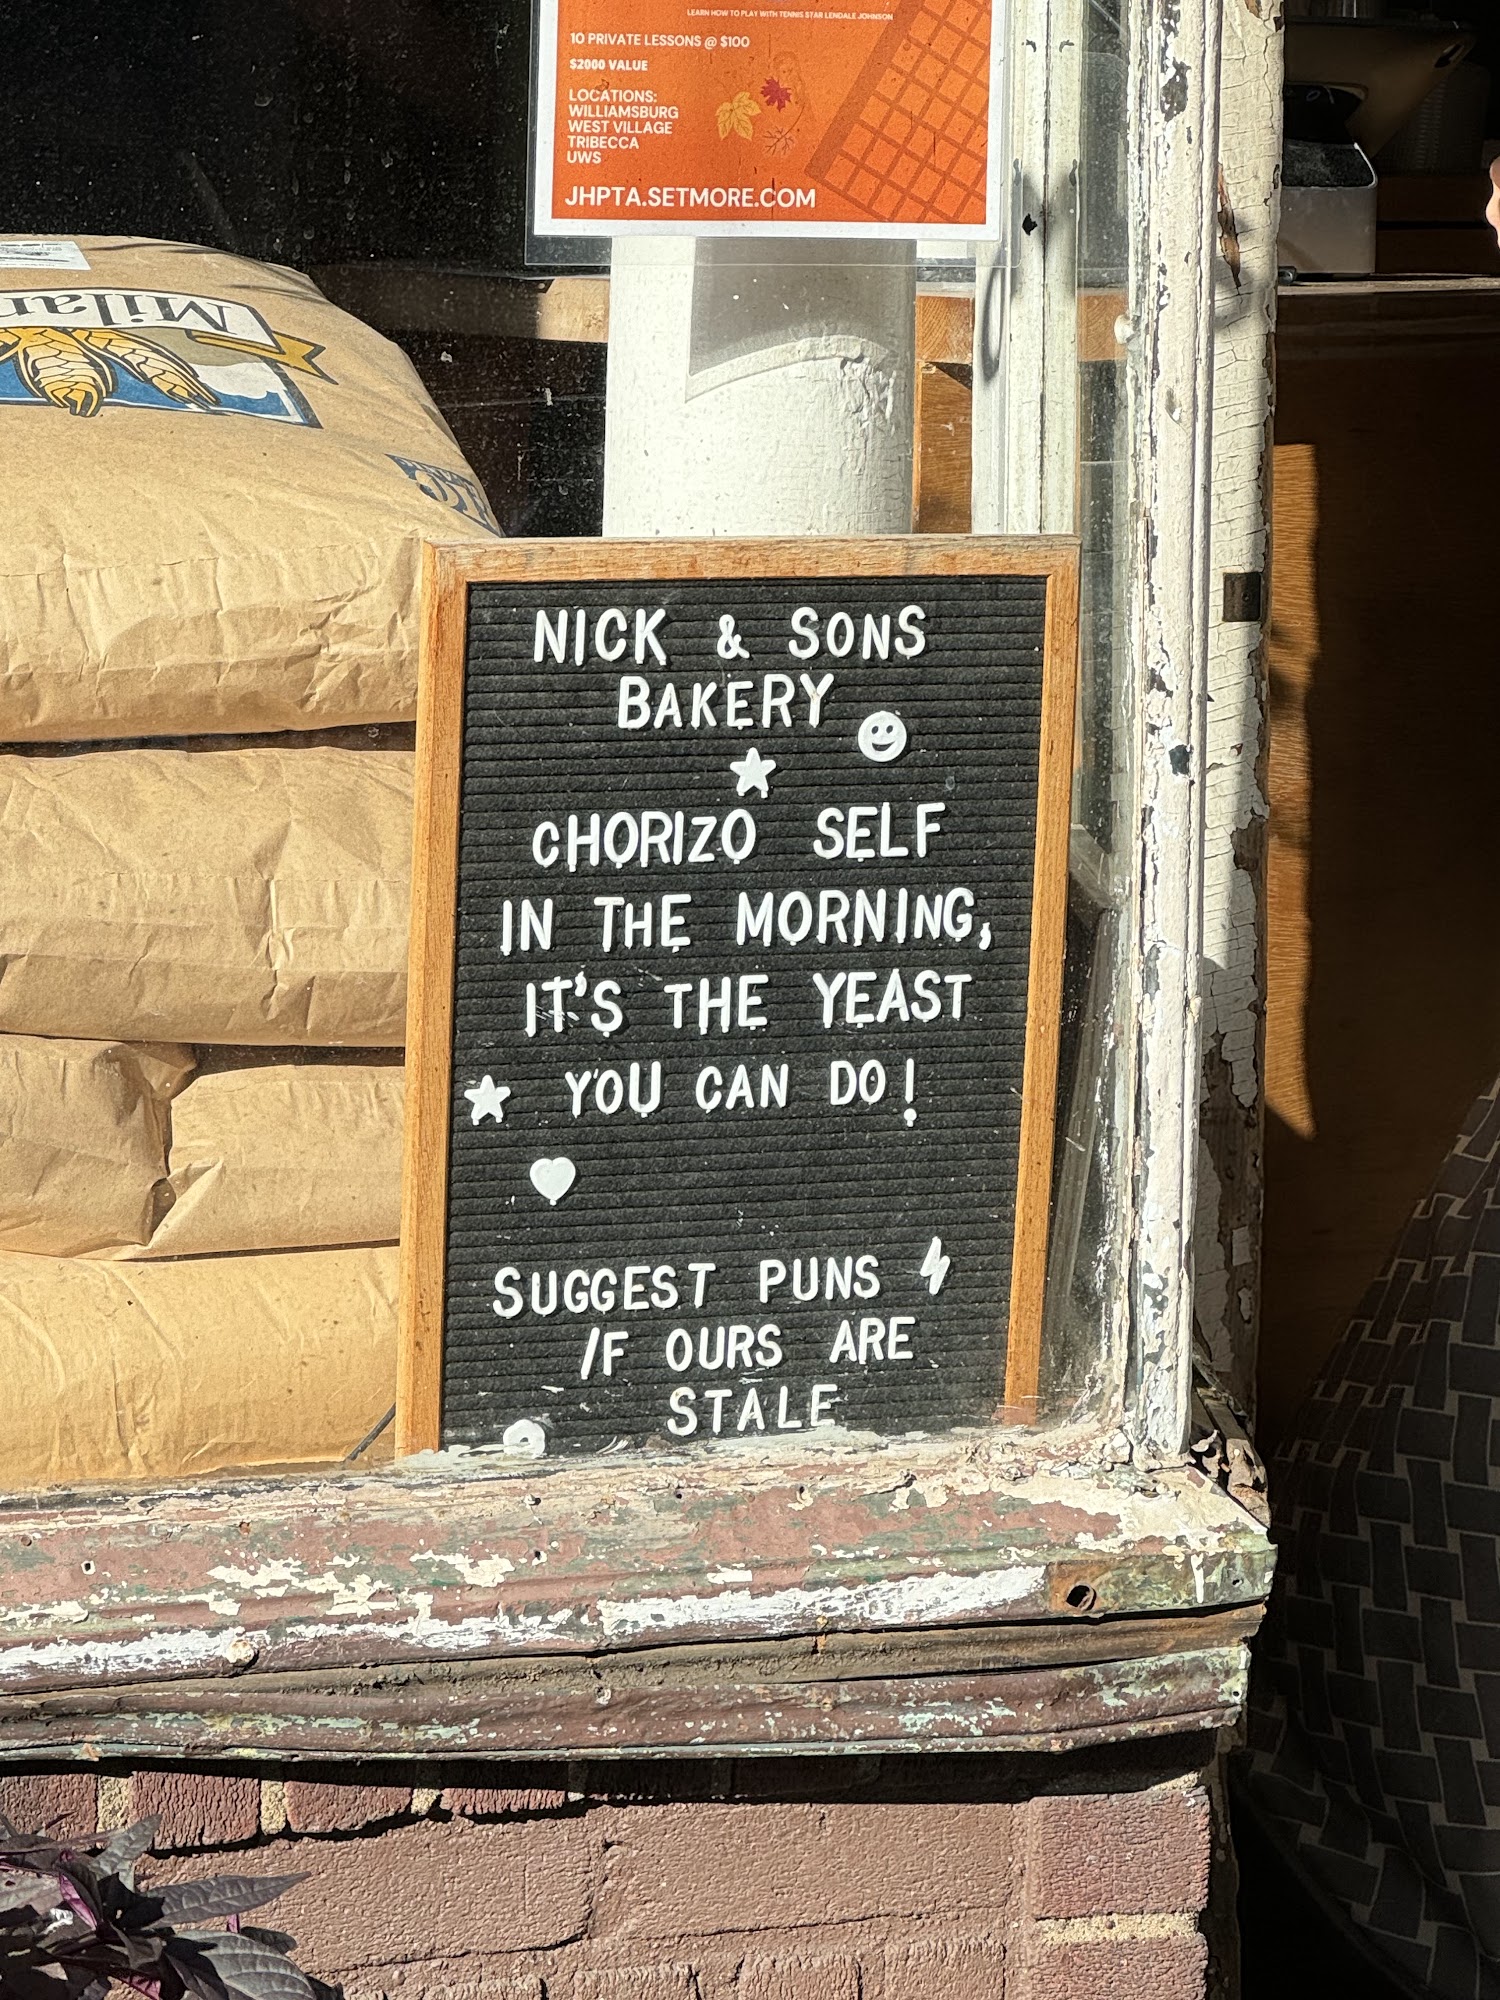 LEARN HOW TO PLAY WITH TENNIS STAR LENDALE JOHNSON
10 PRIVATE LESSONS @ $100
$2000 VALUE
LOCATIONS:
WILLIAMSBURG
WEST VILLAGE
TRIBECCA
UWS
JHPTA.SETMORE.COM
NICK & SONS
BAKERY
CHORIZO SELF
IN THE MORNING,
IT'S THE YEAST
YOU CAN DO!
SUGGEST PUNS
IF OURS ARE
STALE